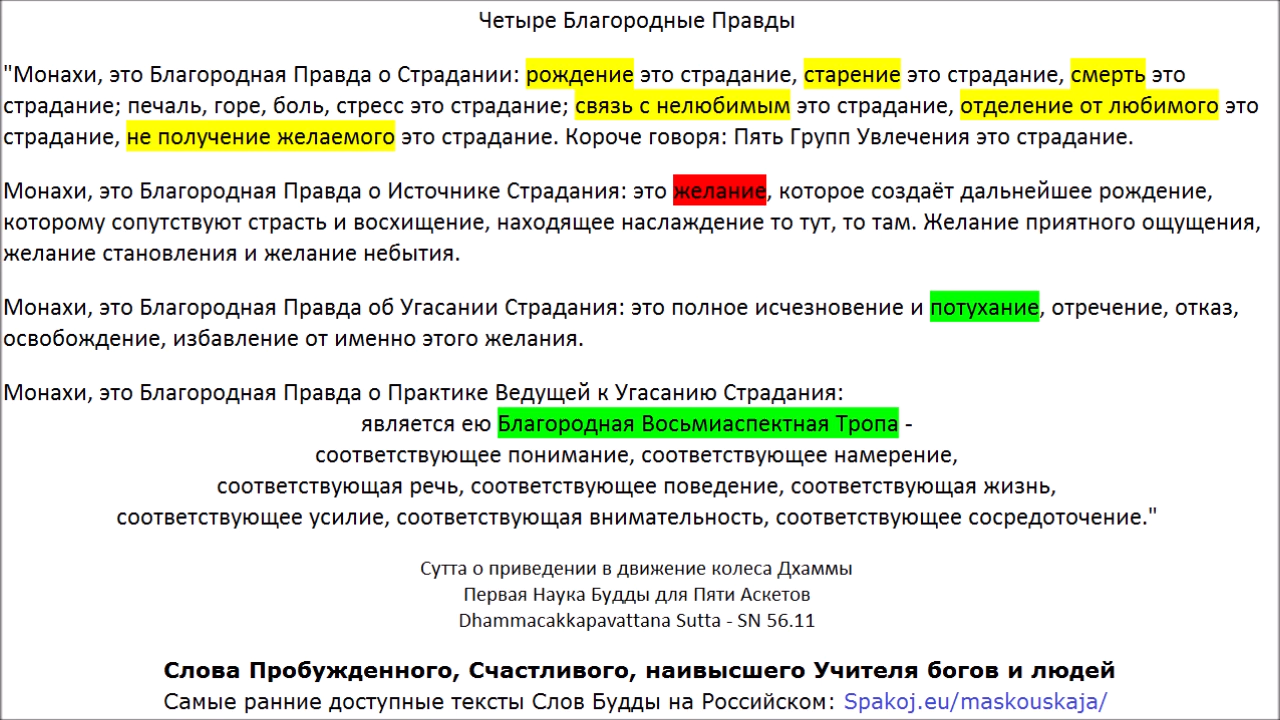 Четыре Благородные Правды
"Монахи, это Благородная Правда о Страдании: рождение это страдание, старение это страдание, смерть это
страдание; печаль, горе, боль, стресс это страдание; связь с нелюбимым это страдание, отделение от любимого это
страдание, не получение желаемого это страдание. Короче говоря: Пять Групп Увлечения это страдание.
Монахи, это Благородная Правда о Источнике Страдания: это желание, которое создаёт дальнейшее рождение,
которому сопутствуют страсть и восхищение, находящее наслаждение то тут, то там. Желание приятного ощущения,
желание становления и желание небытия.
Монахи, это Благородная Правда об Угасании Страдания: это полное исчезновение и потухание, отречение, отказ,
освобождение, избавление от именно этого желания.
Монахи, это Благородная Правда о Практике Ведущей к Угасанию Страдания:
является ею Благородная Восьмиаспектная Тропа -
соответствующее понимание, соответствующее намерение,
соответствующая речь, соответствующее поведение, соответствующая жизнь,
соответствующее усилие, соответствующая внимательность, соответствующее сосредоточение."
Сутта о приведении в движение колеса Дхаммы
Первая Наука Будды для Пяти Аскетов
Dhammacakkapavattana Sutta - SN 56.11
Слова Пробужденного, Счастливого, наивысшего Учителя богов и людей
Самые ранние доступные тексты Слов Будды на Российском: Spakoj.eu/maskouskaja/